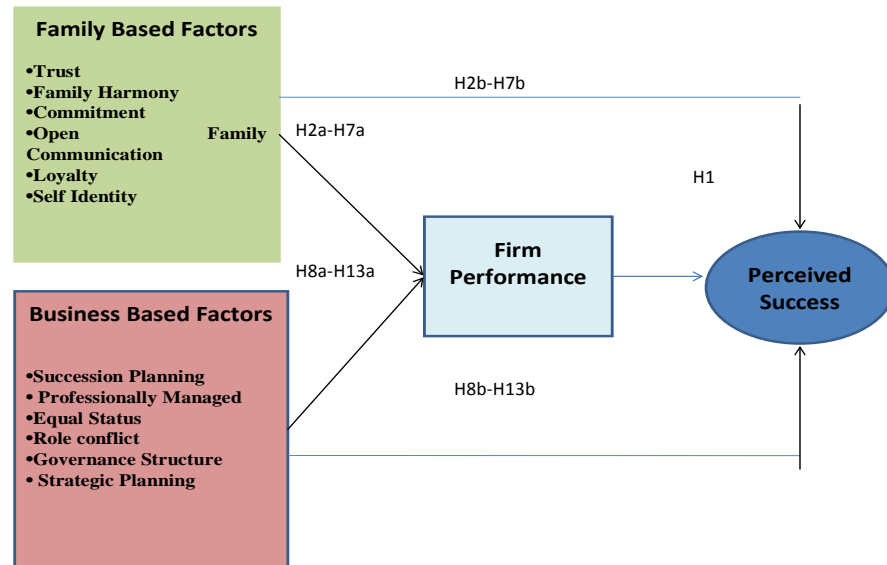 Family Based Factors
•Trust
•Family Harmony
•Commitment
•Open Family
Communication
•Loyalty
•Self Identity
H2b-H7b
H2a-H7a
H1
Firm
Performance
Perceived
Success
H8a-H13a
Business Based Factors
•Succession Planning
• Professionally Managed
•Equal Status
•Role conflict
•Governance Structure
• Strategic Planning
H8b-H13b